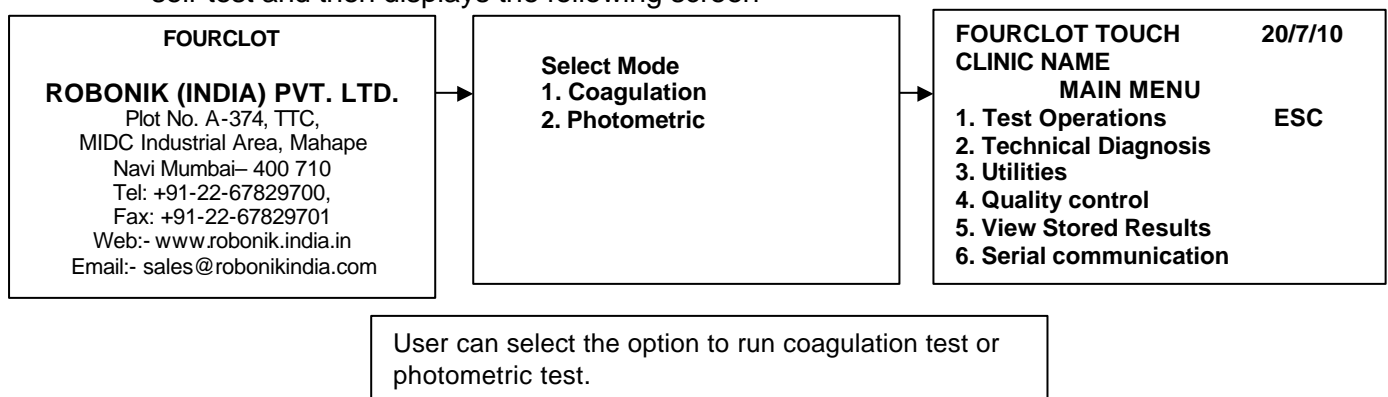 self-test and then displays the following screen
FOURCLOT
ROBONIK (INDIA) PVT. LTD.
Plot No. A-374, TTC,
MIDC Industrial Area, Mahape
Navi Mumbai– 400 710
Tel: +91-22-67829700,
Fax: +91-22-67829701
Web:- www.robonik.india.in
Email:- sales@robonikindia.com
Select Mode
1. Coagulation
2. Photometric
FOURCLOT TOUCH 20/7/10
CLINIC NAME
MAIN MENU
1. Test Operations ESC
2. Technical Diagnosis
3. Utilities
4. Quality control
5. View Stored Results
6. Serial communication
User can select the option to run coagulation test or
photometric test.